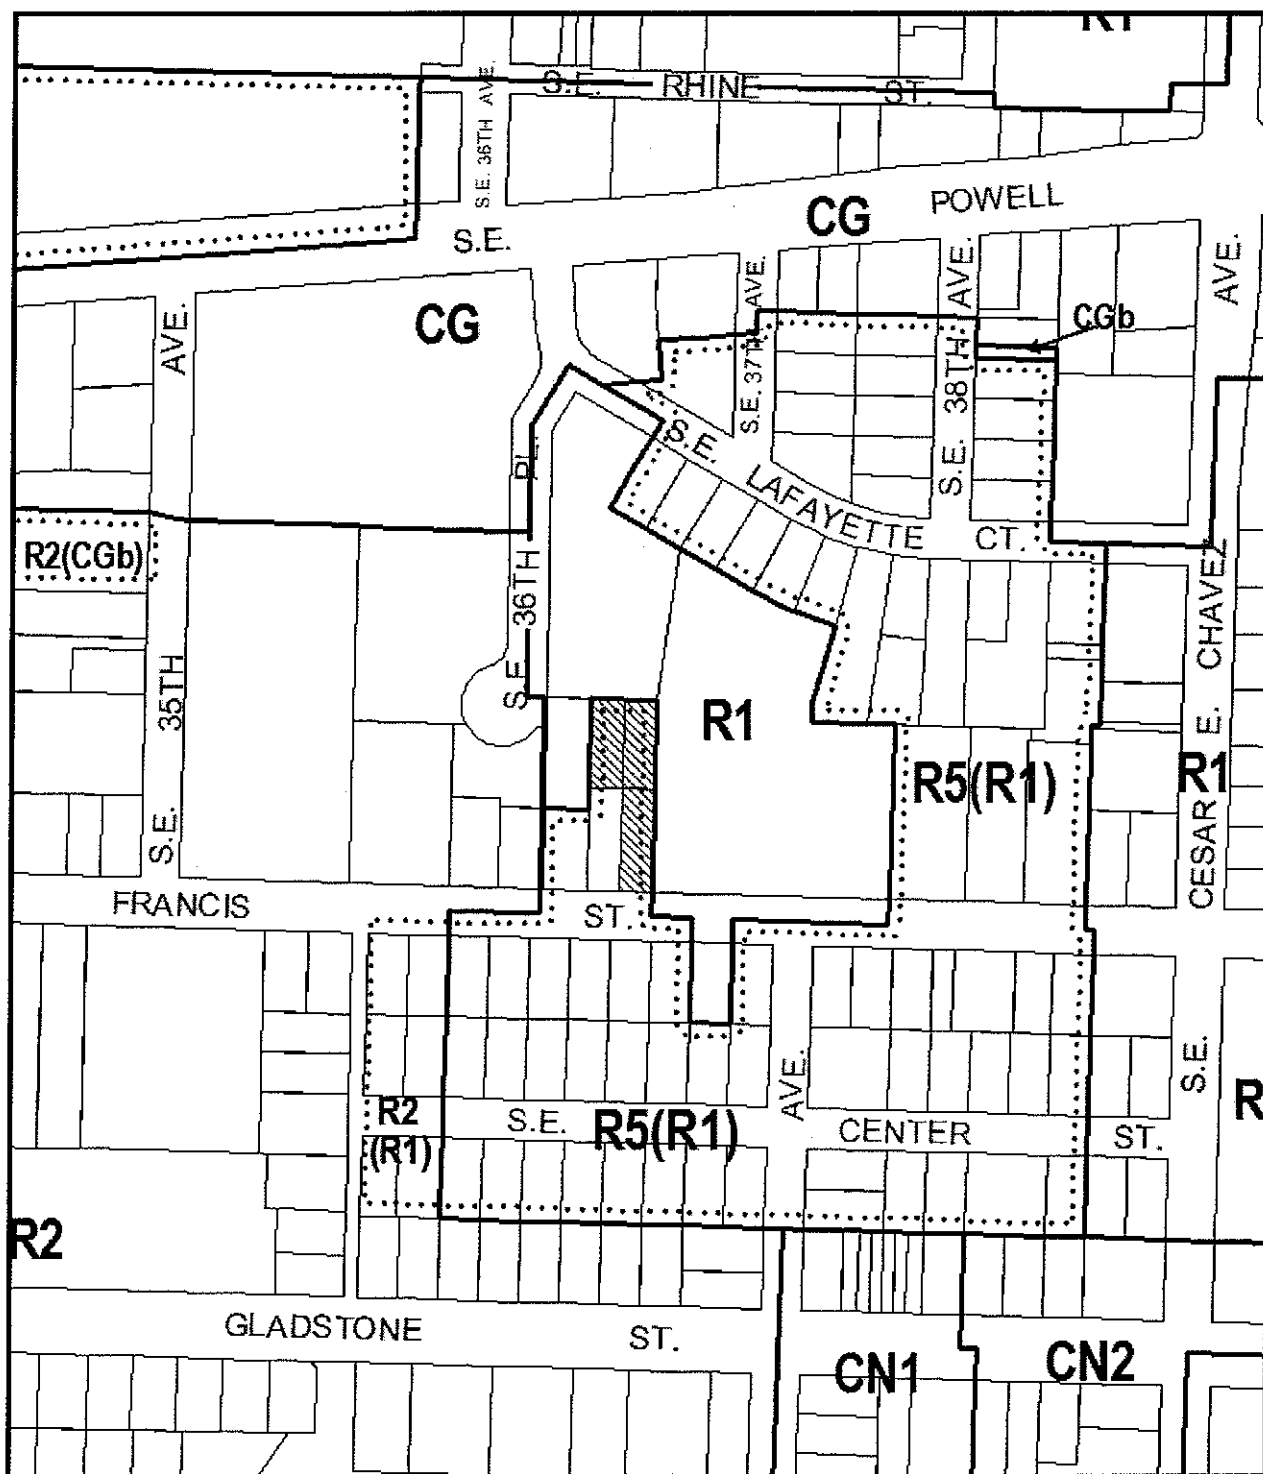 R1
S.E. RHINE ST.
S.E. 36TH AVE.
CG
POWELL
S.E.
AVE.
AVE.
AVE.
AVE.
CG
CGb
S.E. 37TH
S.E. 38TH
S.E. LAFAYETTE CT.
PL.
S.E. 36TH
R2(CGb)
S.E. 35TH
R1
R5(R1)
R1
CESAR E. CHAVEZ
FRANCIS
ST.
S.E.
AVE.
R2
(R1)
S.E.
R5(R1)
CENTER
ST.
R
R2
GLADSTONE
ST.
CN1
CN2